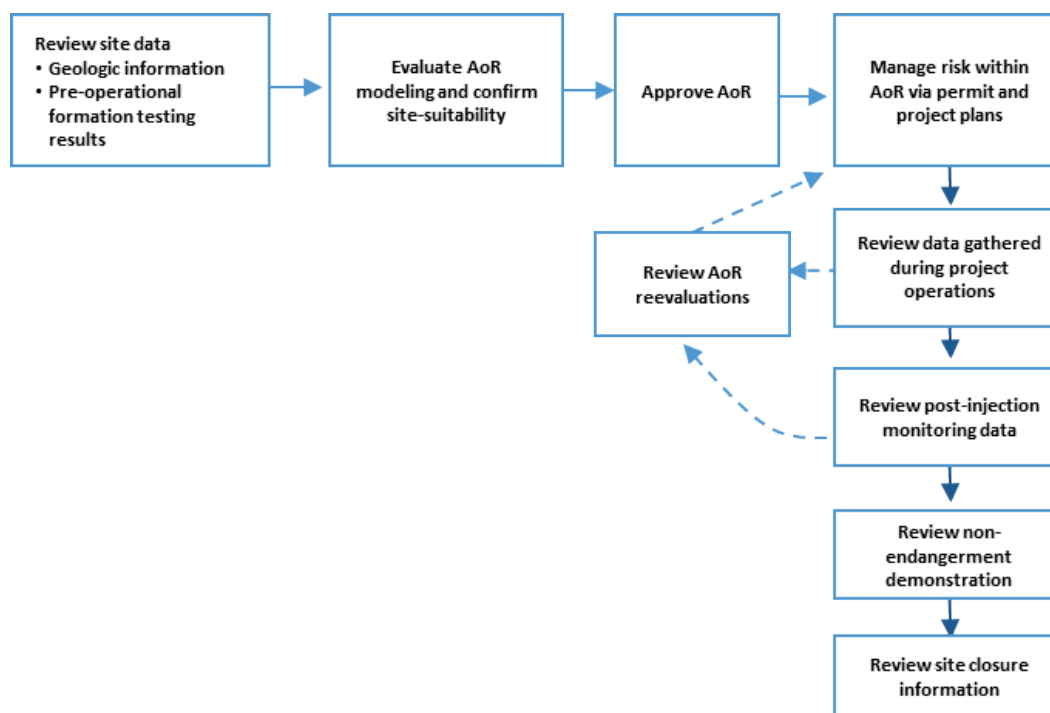 Review site data
• Geologic information
• Pre-operational
formation testing
results
Evaluate AoR
modeling and confirm
site-suitability
Approve AoR
Manage risk within
AoR via permit and
project plans
Review AoR
reevaluations
Review data gathered
during project
operations
Review post-injection
monitoring data
Review non-
endangerment
demonstration
Review site closure
information